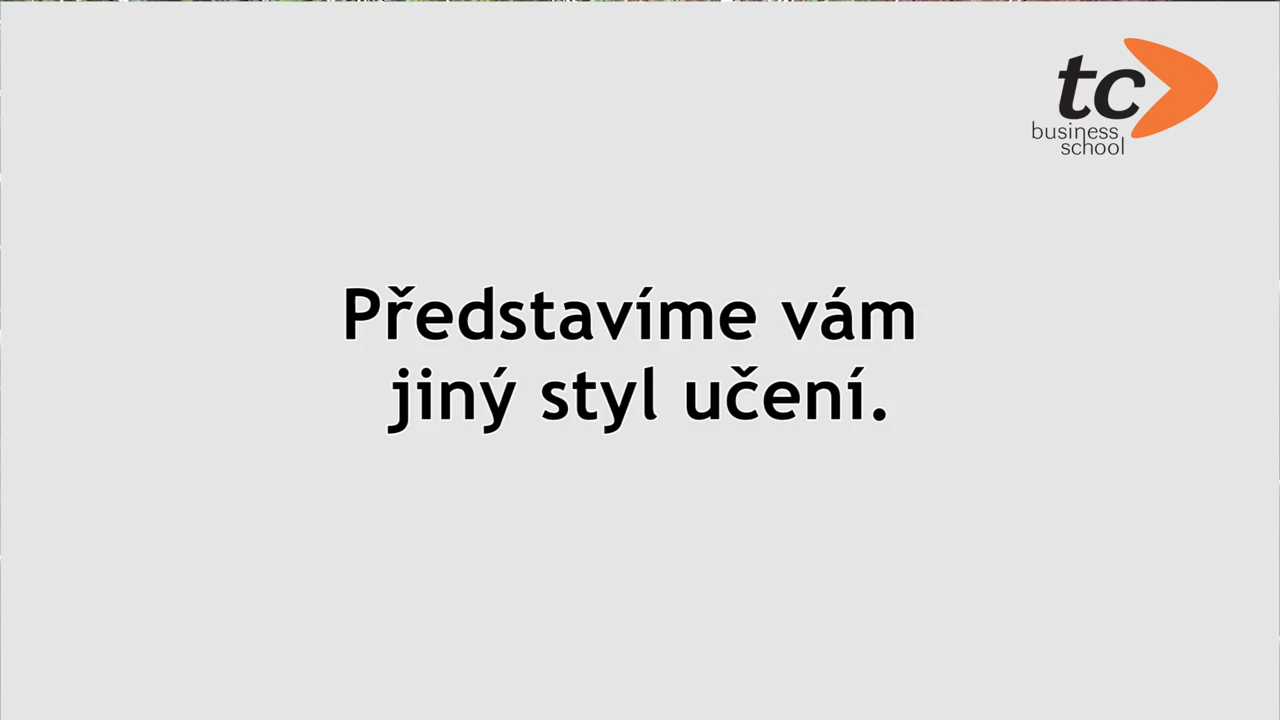 tc
business
school
Představíme vám
jiný styl učení.